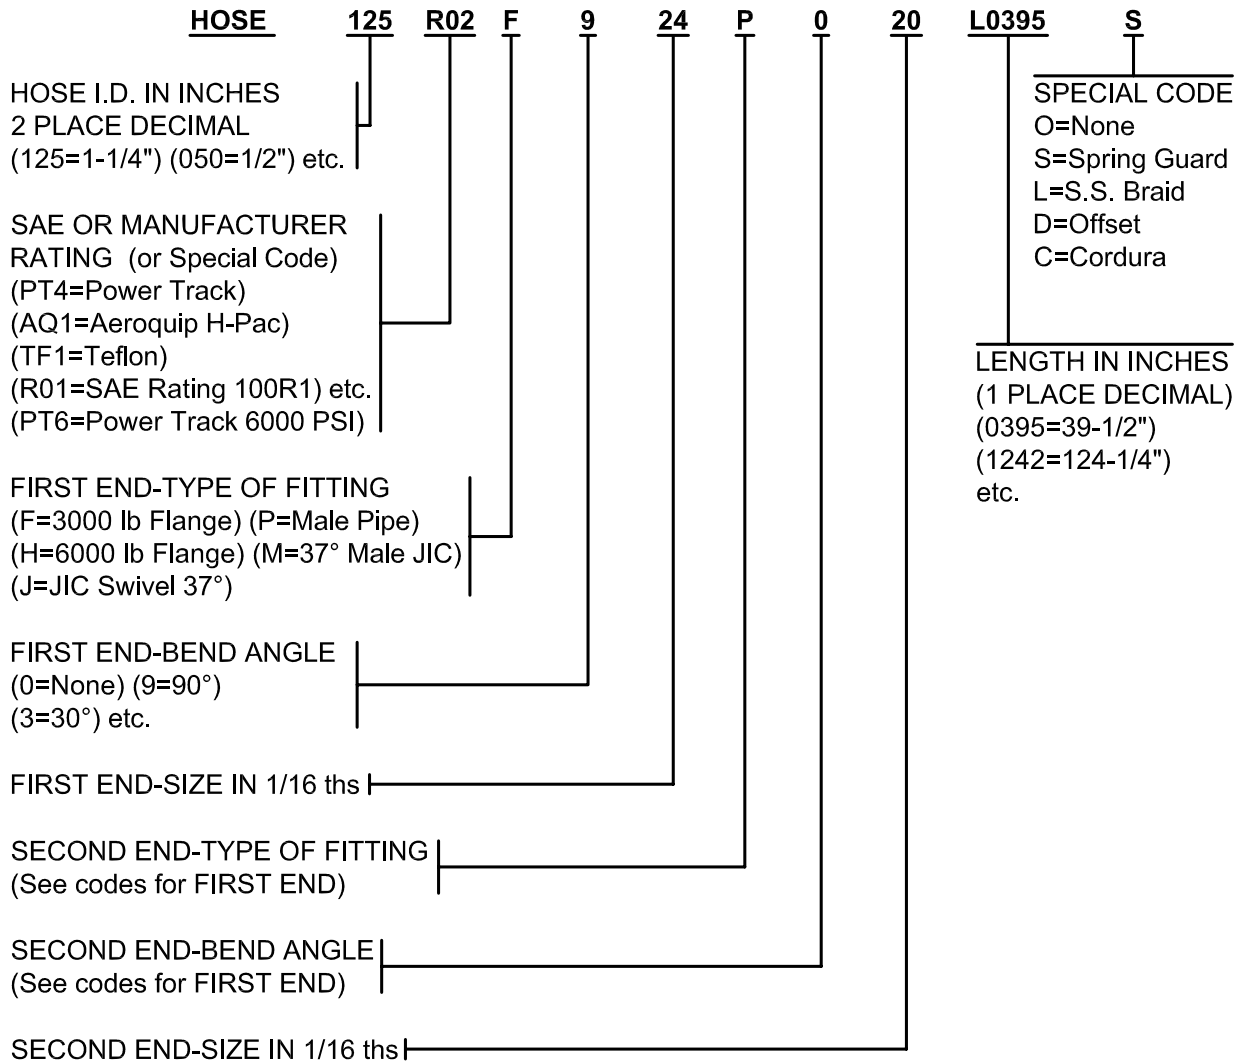 HOSE 125 R02 F 9 24 P 0 20 L0395 S
HOSE I.D. IN INCHES
2 PLACE DECIMAL
(125=1-1/4") (050=1/2") etc.
SAE OR MANUFACTURER
RATING (or Special Code)
(PT4=Power Track)
(AQ1=Aeroquip H-Pac)
(TF1=Teflon)
(R01=SAE Rating 100R1) etc.
(PT6=Power Track 6000 PSI)
FIRST END-TYPE OF FITTING
(F=3000 lb Flange) (P=Male Pipe)
(H=6000 lb Flange) (M=37° Male JIC)
(J=JIC Swivel 37°)
FIRST END-BEND ANGLE
(0=None) (9=90°)
(3=30°) etc.
FIRST END-SIZE IN 1/16 ths
SECOND END-TYPE OF FITTING
(See codes for FIRST END)
SECOND END-BEND ANGLE
(See codes for FIRST END)
SECOND END-SIZE IN 1/16 ths
SPECIAL CODE
O=None
S=Spring Guard
L=S.S. Braid
D=Offset
C=Cordura
LENGTH IN INCHES
(1 PLACE DECIMAL)
(0395=39-1/2")
(1242=124-1/4")
etc.